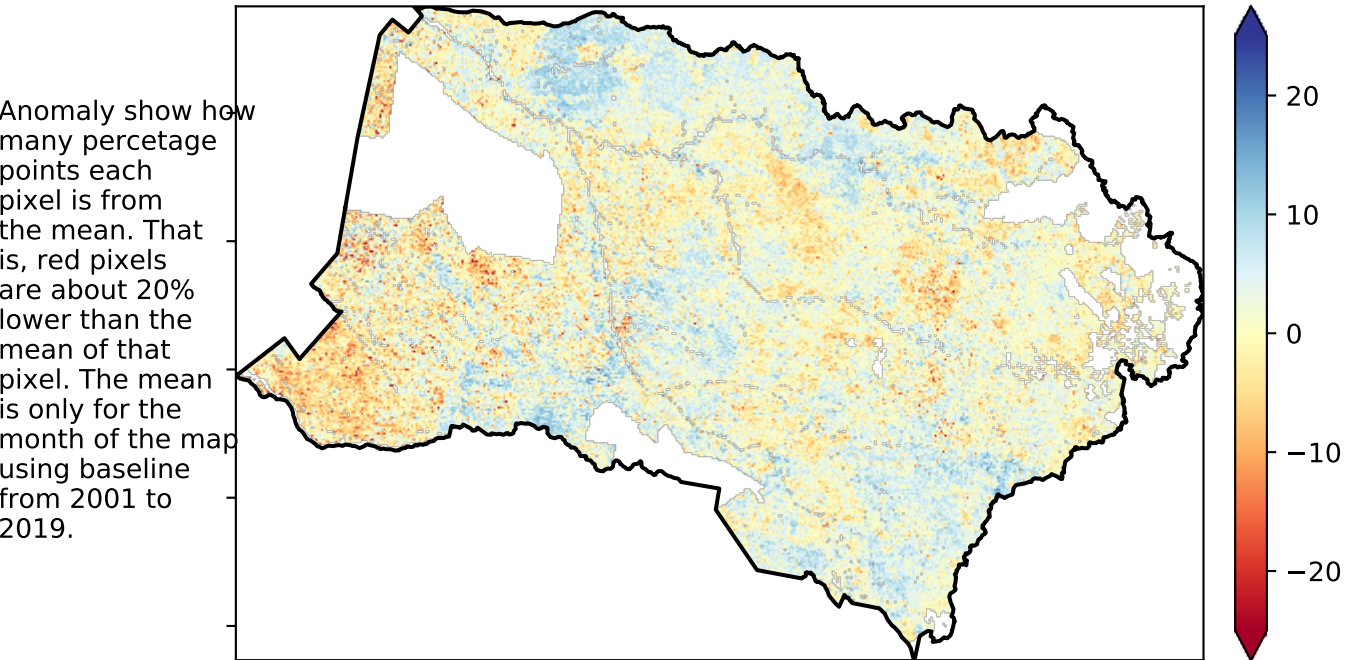 Anomaly show how
many percetage
points each
pixel is from
the mean. That
is, red pixels
are about 20%
lower than the
mean of that
pixel. The mean
is only for the
month of the map
using baseline
from 2001 to
2019.
20
10
0
−10
−20